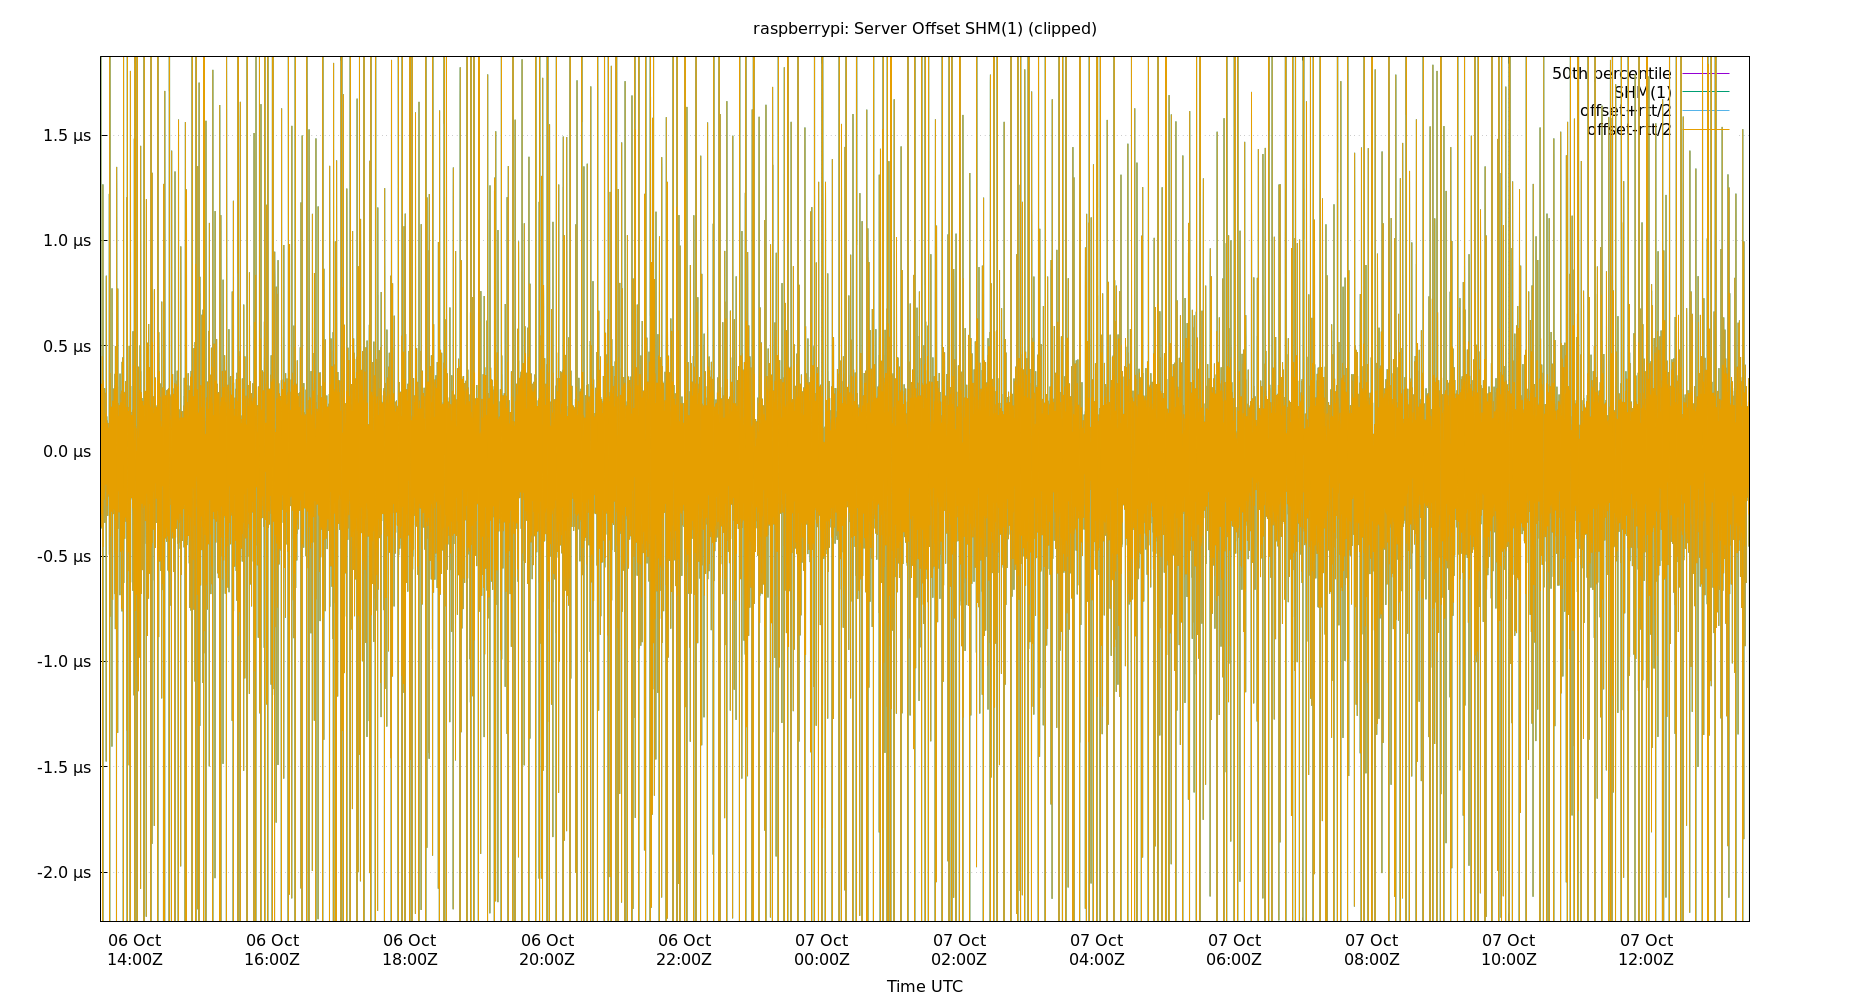 raspberrypi: Server Offset SHM(1) (clipped)
50th percentile
SHM(1)
offset+rtt/2
offset-rtt/2
1.5 µs
1.0 µs
0.5 µs
0.0 µs
-0.5 µs
-1.0 µs
-1.5 µs
-2.0 µs
06 Oct 06 Oct 06 Oct 06 Oct 06 Oct 07 Oct 07 Oct 07 Oct 07 Oct 07 Oct 07 Oct 07 Oct
14:00Z 16:00Z 18:00Z 20:00Z 22:00Z 00:00Z 02:00Z 04:00Z 06:00Z 08:00Z 10:00Z 12:00Z
Time UTC